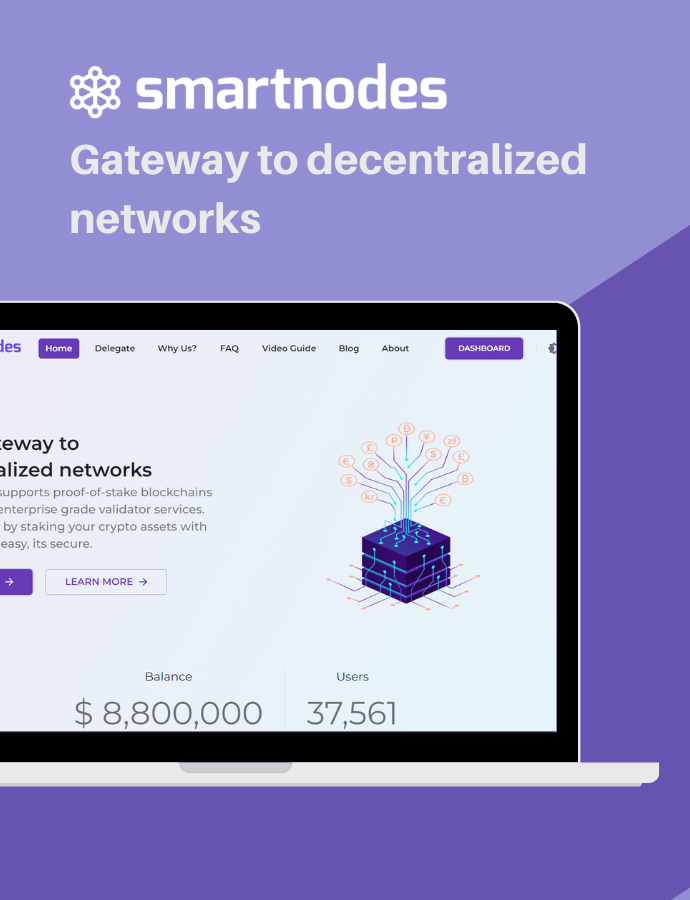 smartnodes
Gateway to decentralized
networks
odes Home Delegate Why Us? FAQ Video Guide Blog About DASHBOARD
teway to
alized networks
supports proof-of-stake blockchains
enterprise grade validator services.
by staking your crypto assets with
easy, its secure.
LEARN MORE →
Balance Users
$ 8,800,000 37,561